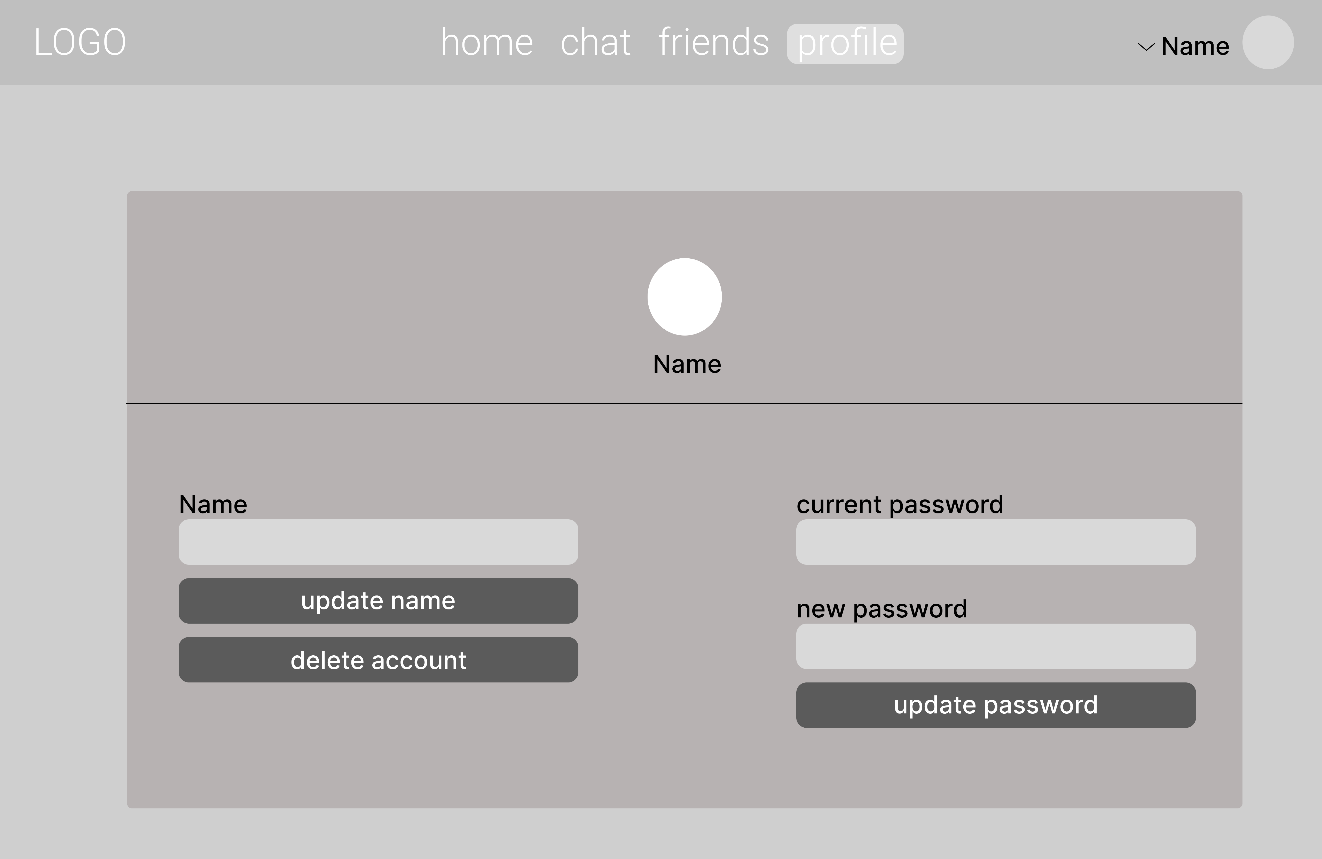 LOGO
home chat friends profile
Name
Name
Name
update name
delete account
current password
new password
update password